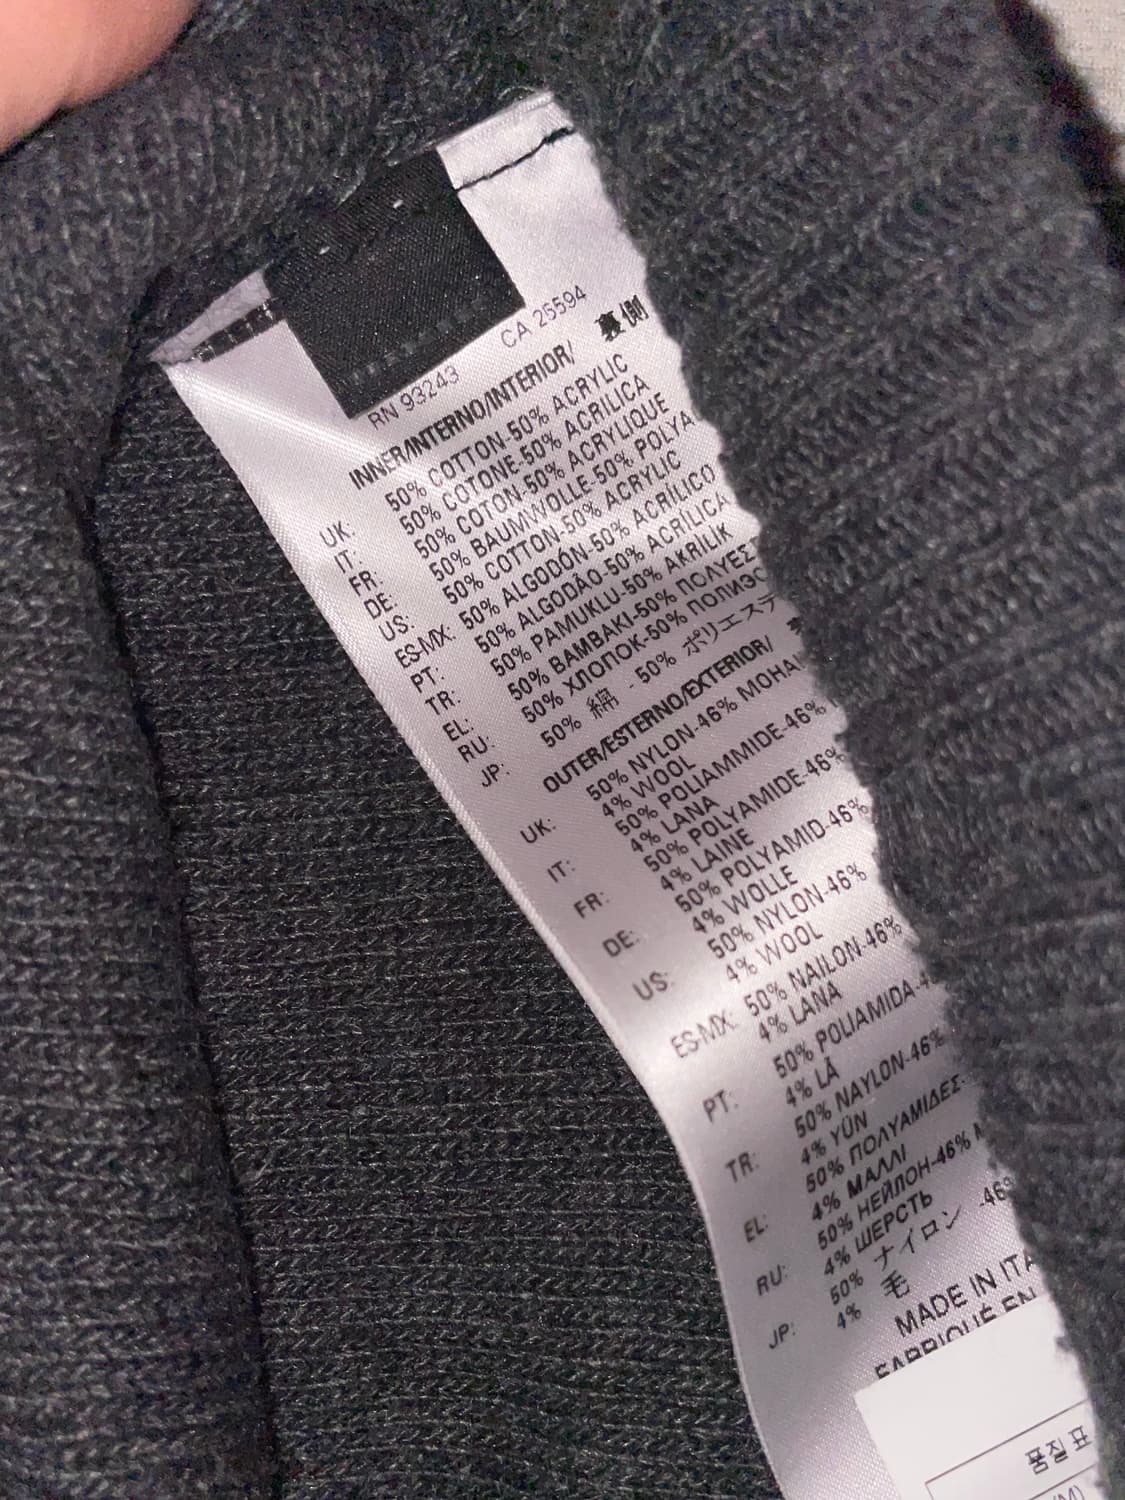 CA 25594
RN 93243
INNER/INTERNO/INTERIOR/ 裏側
UK: 50% COTTON-50% ACRYLIC
IT: 50% COTONE-50% ACRILICA
FR: 50% COTON-50% ACRYLIQUE
DE: 50% BAUMWOLLE-50% POLYA
US: 50% COTTON-50% ACRYLIC
ES-MX: 50% ALGODÓN-50% ACRILICO
PT: 50% ALGODÃO-50% ACRILICA
TR: 50% PAMUKLU-50% AKRILIK
EL: 50% BAMBAKI-50% ΠΟΛΥΕΣ
RU: 50% ХЛОПОК-50% ПОЛИЭС
JP: 50% 綿 - 50% ポリエステ
OUTER/ESTERNO/EXTERIOR/
UK: 50% NYLON-46% MOHAI
4% WOOL
IT: 50% POLIAMMIDE-46%
4% LANA
FR: 50% POLYAMIDE-46%
4% LAINE
DE: 50% POLYAMID-46%
4% WOLLE
US: 50% NYLON-46%
4% WOOL
ES-MX: 50% NAILON-46%
4% LANA
PT: 50% POLIAMIDA-4
4% LÃ
TR: 50% NAYLON-46%
4% YÜN
EL: 50% ΠΟΛΥΑΜΙΔΕΣ-
4% ΜΑΛΛΙ
RU: 50% НЕЙЛОН-46% М
4% ШЕРСТЬ
JP: 50% ナイロン -46%
4% 毛
MADE IN ITA
FABRIQUÉ EN
품질표
(M)